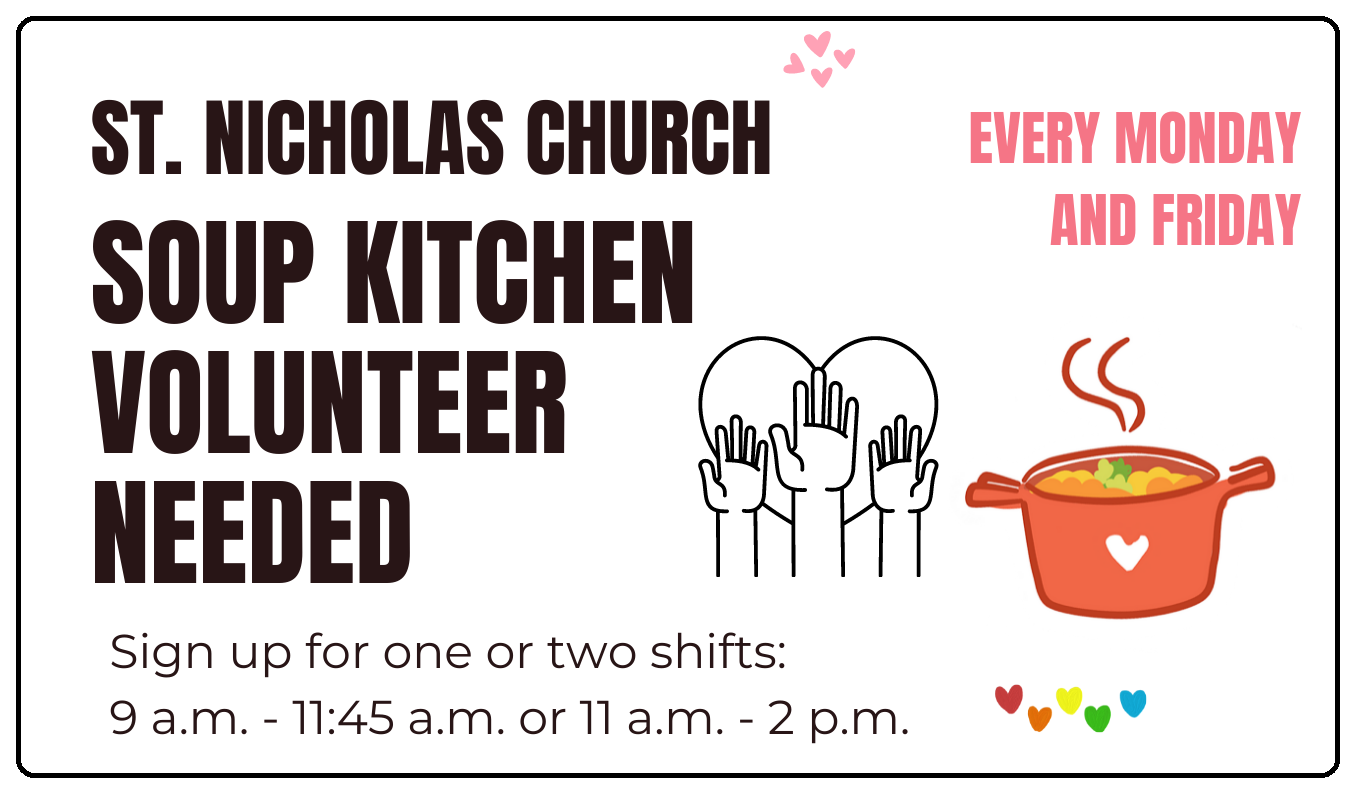 ST. NICHOLAS CHURCH
SOUP KITCHEN
VOLUNTEER
NEEDED
EVERY MONDAY
AND FRIDAY
Sign up for one or two shifts:
9 a.m. - 11:45 a.m. or 11 a.m. - 2 p.m.